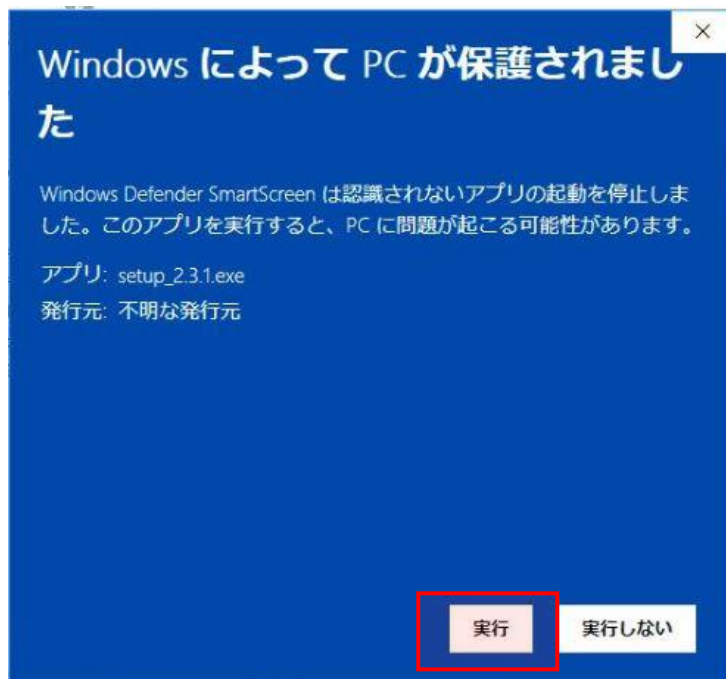 Windows によって PC が保護されまし
た
Windows Defender SmartScreen は認識されないアプリの起動を停止しま
した。このアプリを実行すると、PC に問題が起こる可能性があります。
アプリ: setup_2.3.1.exe
発行元: 不明な発行元
実行 実行しない